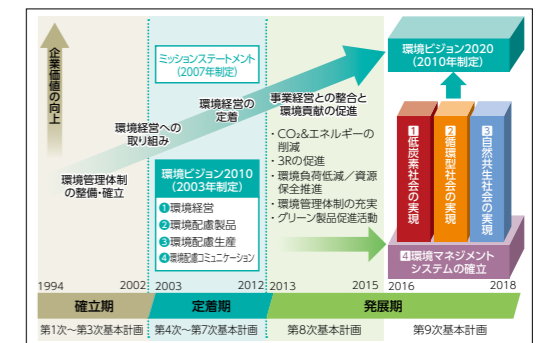 企業価値の向上
ミッションステートメント
(2007年制定)
環境ビジョン2020
(2010年制定)
環境管理体制
の整備・確立
環境経営への
取り組み
環境経営の
定着
事業経営との整合と
環境貢献の促進
環境ビジョン2010
(2003年制定)
❶環境経営
❷環境配慮製品
❸環境配慮生産
❹環境配慮コミュニケーション
・CO₂&エネルギーの
削減
・3Rの促進
・環境負荷低減／資源
保全推進
・環境管理体制の充実
・グリーン製品促進活動
1低炭素社会の実現
2循環型社会の実現
3自然共生社会の実現
4環境マネジメント
システムの確立
1994 2002 2003 2012 2013 2015 2016 2018
確立期 定着期 発展期
第1次～第3次基本計画 第4次～第7次基本計画 第8次基本計画 第9次基本計画